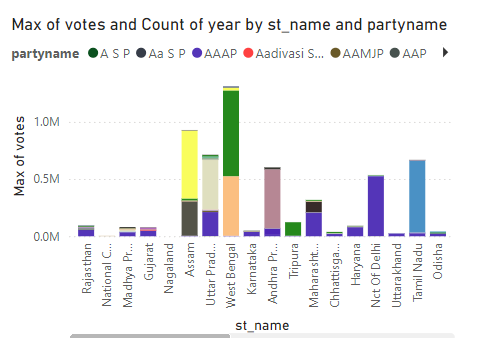 Max of votes and Count of year by st_name and partyname
partyname A S P Aa S P AAAP Aadivasi S... AAMJP AAP
Max of votes
1.0M
0.5M
0.0M
Rajasthan
National C...
Madhya Pr...
Gujarat
Nagaland
Assam
Uttar Prad...
West Bengal
Karnataka
Andhra Pr...
Tripura
Maharasht...
Chhattisga...
Haryana
Nct Of Delhi
Uttarakhand
Tamil Nadu
Odisha
st_name